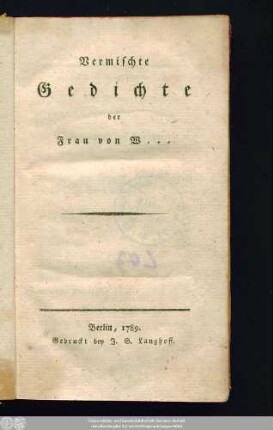 Vermischte
Gedichte
der
Frau von W...
Berlin, 1789.
Gedruckt bey J. S. Langhoff.